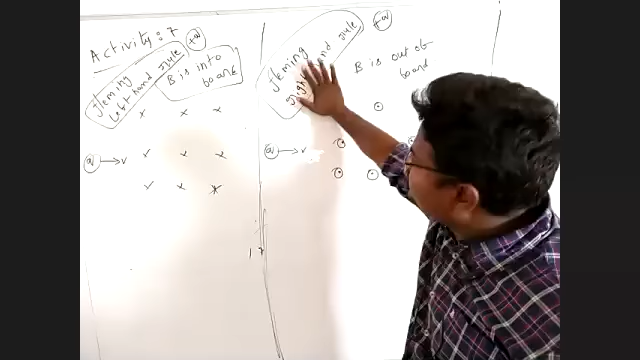 Activity: 7
Fleming
left hand rule
+q
B is into
board
q → v
x x x
x x x
x x x
Fleming
right hand rule
+q
B is out of
board
q → v